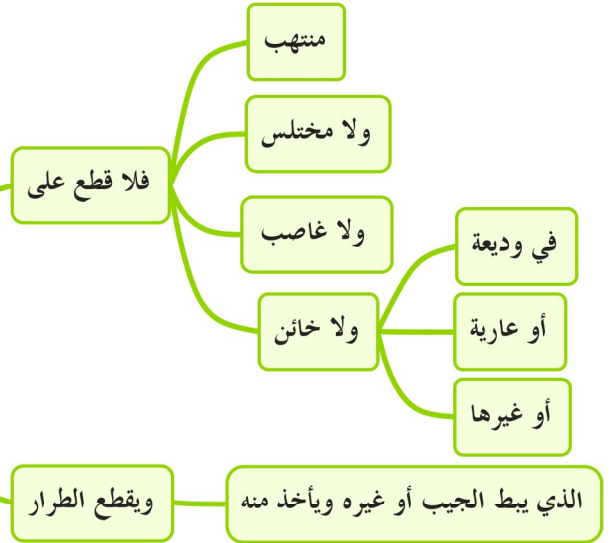 فلا قطع على
منتهب
ولا مختلس
ولا غاصب
ولا خائن
في وديعة
أو عارية
أو غيرها
ويقطع الطرار
الذي يبط الجيب أو غيره ويأخذ منه